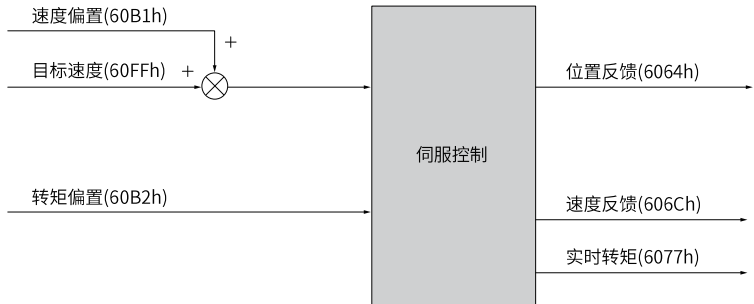 速度偏置(60B1h)
+
目标速度(60FFh)
+
位置反馈(6064h)
伺服控制
转矩偏置(60B2h)
速度反馈(606Ch)
实时转矩(6077h)